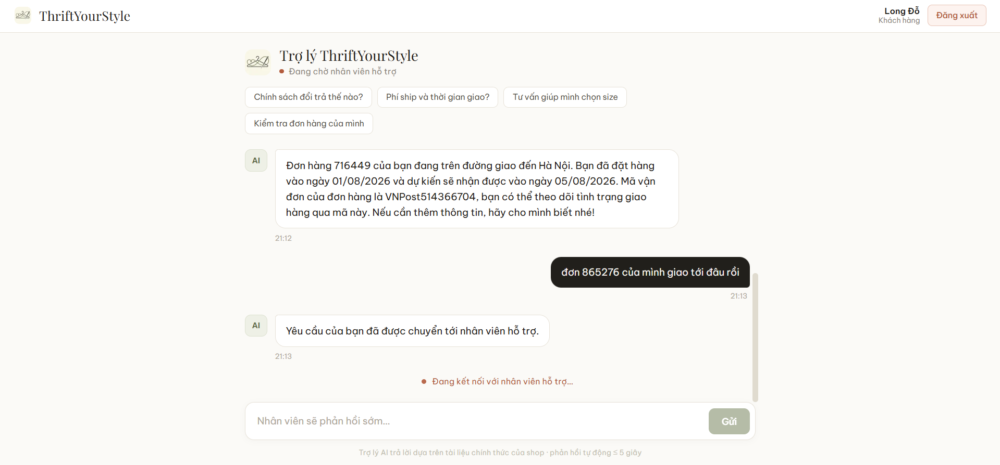 ThriftYourStyle
Long Đỗ
Khách hàng
Đăng xuất
Trợ lý ThriftYourStyle
Đang chờ nhân viên hỗ trợ
Chính sách đổi trả thế nào?
Phí ship và thời gian giao?
Tư vấn giúp mình chọn size
Kiểm tra đơn hàng của mình
AI
Đơn hàng 716449 của bạn đang trên đường giao đến Hà Nội. Bạn đã đặt hàng
vào ngày 01/08/2026 và dự kiến sẽ nhận được vào ngày 05/08/2026. Mã vận
đơn của đơn hàng là VNPost514366704, bạn có thể theo dõi tình trạng giao
hàng qua mã này. Nếu cần thêm thông tin, hãy cho mình biết nhé!
21:12
đơn 865276 của mình giao tới đâu rồi
21:13
AI
Yêu cầu của bạn đã được chuyển tới nhân viên hỗ trợ.
21:13
Đang kết nối với nhân viên hỗ trợ...
Nhân viên sẽ phản hồi sớm...
Gửi
Trợ lý AI trả lời dựa trên tài liệu chính thức của shop · phản hồi tự động ≤ 5 giây